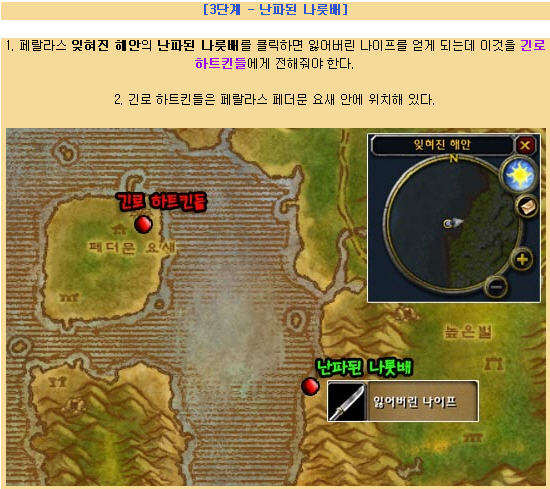 [3단계 - 난파된 나룻배]
1. 페랄라스 잊혀진 해안의 난파된 나룻배를 클릭하면 잃어버린 나이프를 얻게 되는데 이것을 긴로
하트킨들에게 전해줘야 한다.
2. 긴로 하트킨들은 페랄라스 페더문 요새 안에 위치해 있다.
잊혀진 해안
N
긴로 하트킨들
페더문 요새
높은벌
난파된 나룻배
잃어버린 나이프